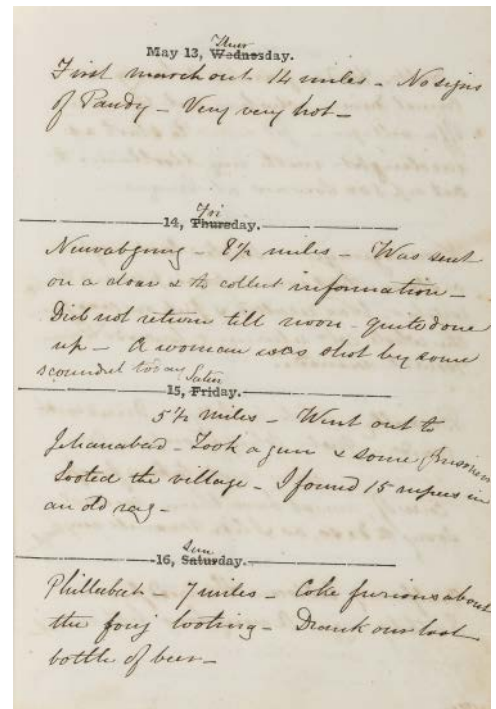 Thur
May 13, Wednesday.
First march out 14 miles - No signs
of Pandy - Very very hot -
Fri
14, Thursday.
Newabgung - 8½ miles - Was sent
on a dour & to collect information -
Did not return till noon - quite done
up - A woman was shot by some
scoundrel today
Satur
15, Friday.
5½ miles - Went out to
Jehanabad - Took a gun & some prisoners
Looted the village - I found 15 rupees in
an old rag -
Sun
16, Saturday.
Phillibeet - 7 miles - Coke furious about
the fouj looting - Drank our last
bottle of beer -